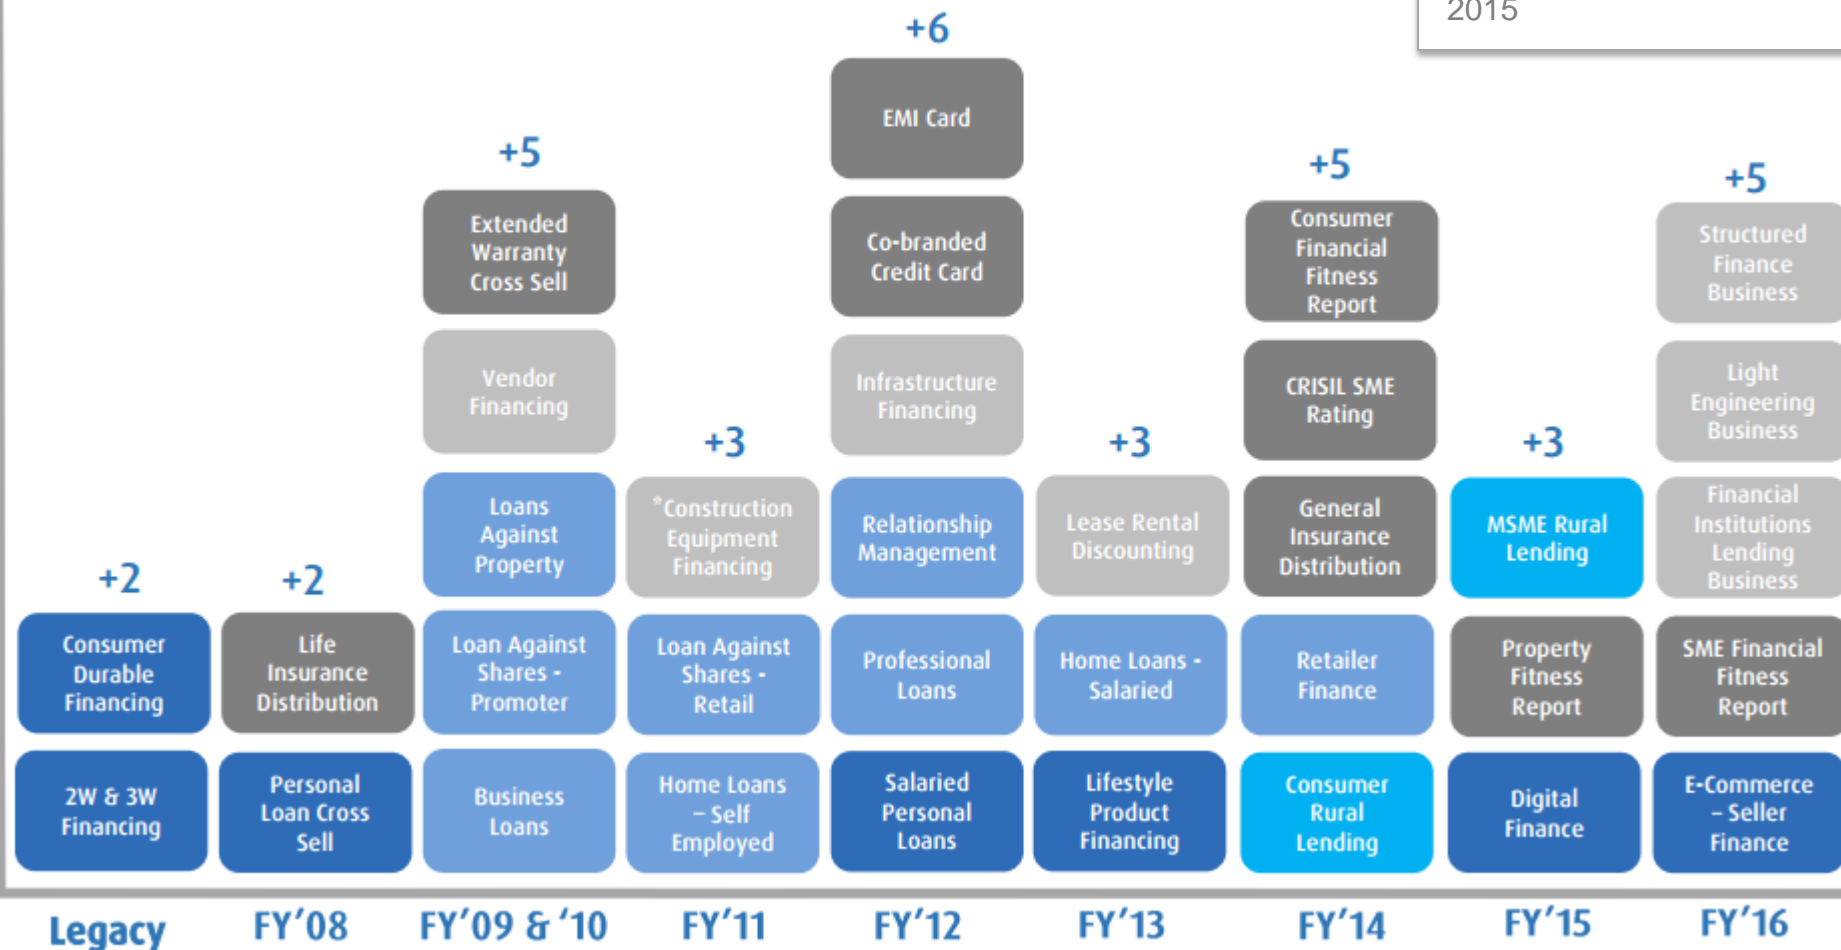 2015
+6
EMI Card
Co-branded
Credit Card
Infrastructure
Financing
Relationship
Management
Professional
Loans
Salaried
Personal
Loans
+5
Extended
Warranty
Cross Sell
Vendor
Financing
Loans
Against
Property
Loan Against
Shares -
Promoter
Business
Loans
+5
Consumer
Financial
Fitness
Report
CRISIL SME
Rating
General
Insurance
Distribution
Retailer
Finance
Consumer
Rural
Lending
+5
Structured
Finance
Business
Light
Engineering
Business
Financial
Institutions
Lending
Business
SME Financial
Fitness
Report
E-Commerce
– Seller
Finance
+3
*Construction
Equipment
Financing
Loan Against
Shares -
Retail
Home Loans
– Self
Employed
+3
Lease Rental
Discounting
Home Loans -
Salaried
Lifestyle
Product
Financing
+3
MSME Rural
Lending
Property
Fitness
Report
Digital
Finance
+2
Consumer
Durable
Financing
2W & 3W
Financing
+2
Life
Insurance
Distribution
Personal
Loan Cross
Sell
Legacy
FY'08
FY'09 & '10
FY'11
FY'12
FY'13
FY'14
FY'15
FY'16